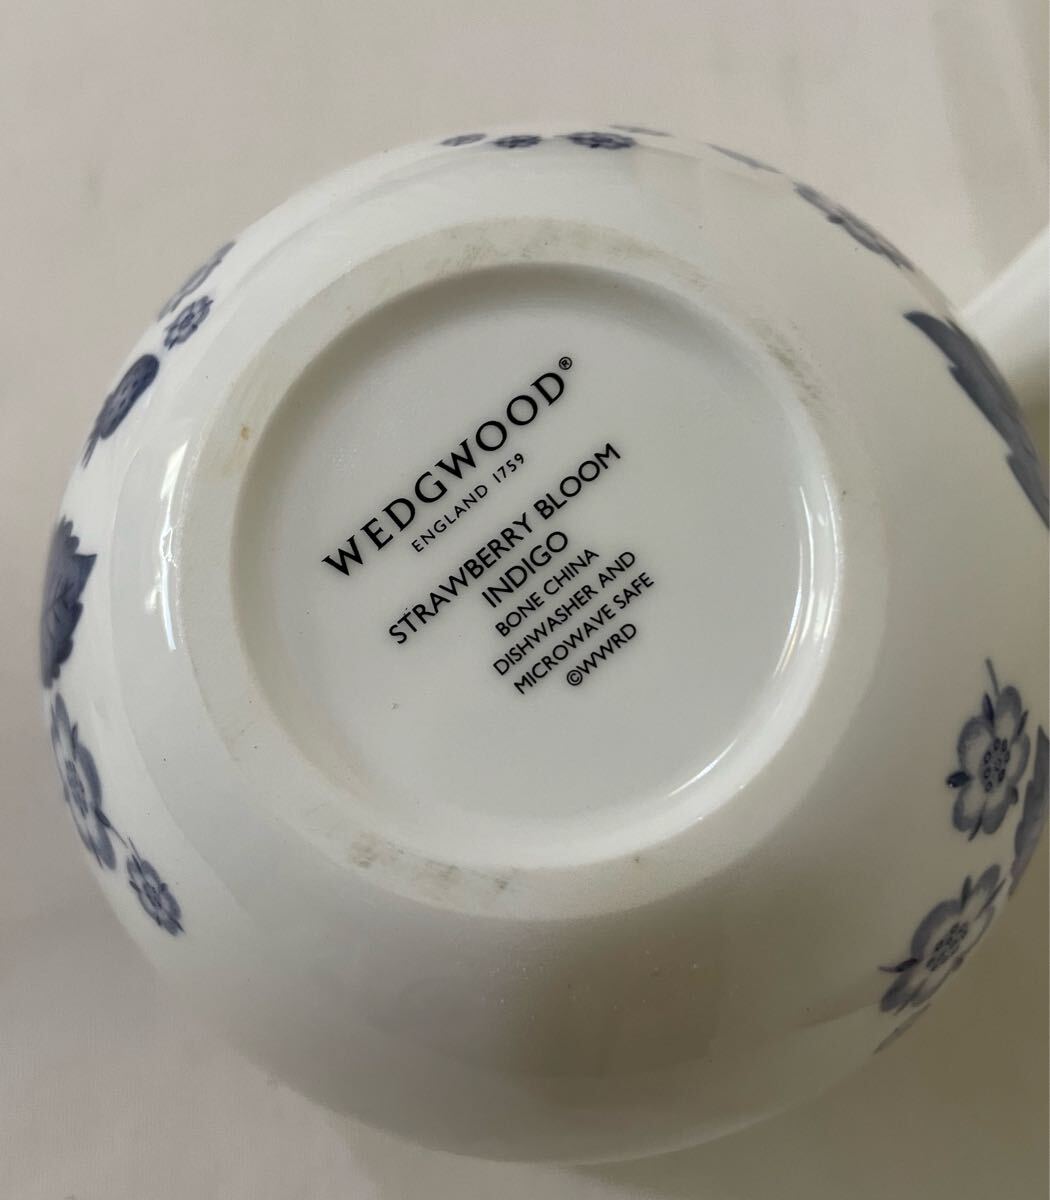 WEDGWOOD®
ENGLAND 1759
STRAWBERRY BLOOM
INDIGO
BONE CHINA
DISHWASHER AND
MICROWAVE SAFE
©WWRD